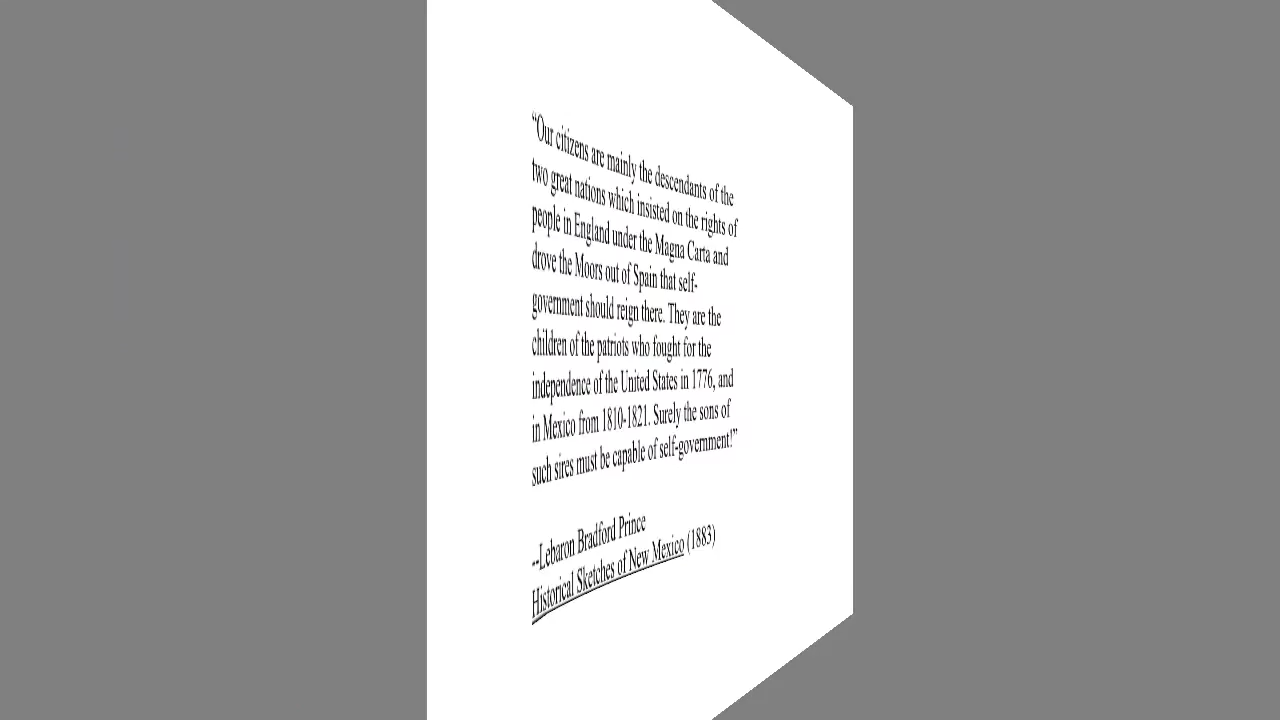 “Our citizens are mainly the descendants of the
two great nations which insisted on the rights of
people in England under the Magna Carta and
drove the Moors out of Spain that self-
government should reign there. They are the
children of the patriots who fought for the
independence of the United States in 1776, and
in Mexico from 1810-1821. Surely the sons of
such sires must be capable of self-government!”
--Lebaron Bradford Prince
Historical Sketches of New Mexico (1883)